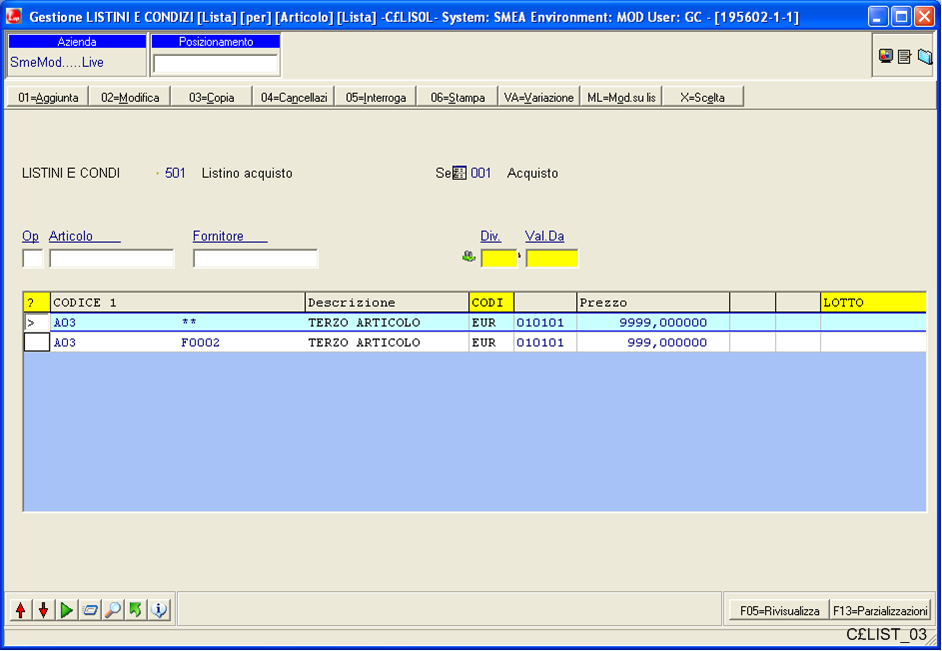 Gestione LISTINI E CONDIZI [Lista] [per] [Articolo] [Lista] -C£LIS0L- System: SMEA Environment: MOD User: GC - [195602-1-1]
Azienda Posizionamento
SmeMod.....Live
01=Aggiunta 02=Modifica 03=Copia 04=Cancellazi 05=Interroga 06=Stampa VA=Variazione ML=Mod.su lis X=Scelta
LISTINI E CONDI 501 Listino acquisto Se 001 Acquisto
Op Articolo Fornitore Div. Val.Da
? CODICE 1 Descrizione CODI Prezzo LOTTO
> A03 ** TERZO ARTICOLO EUR 010101 9999,000000
A03 F0002 TERZO ARTICOLO EUR 010101 999,000000
F05=Rivisualizza F13=Parzializzazioni
C£LIST_03